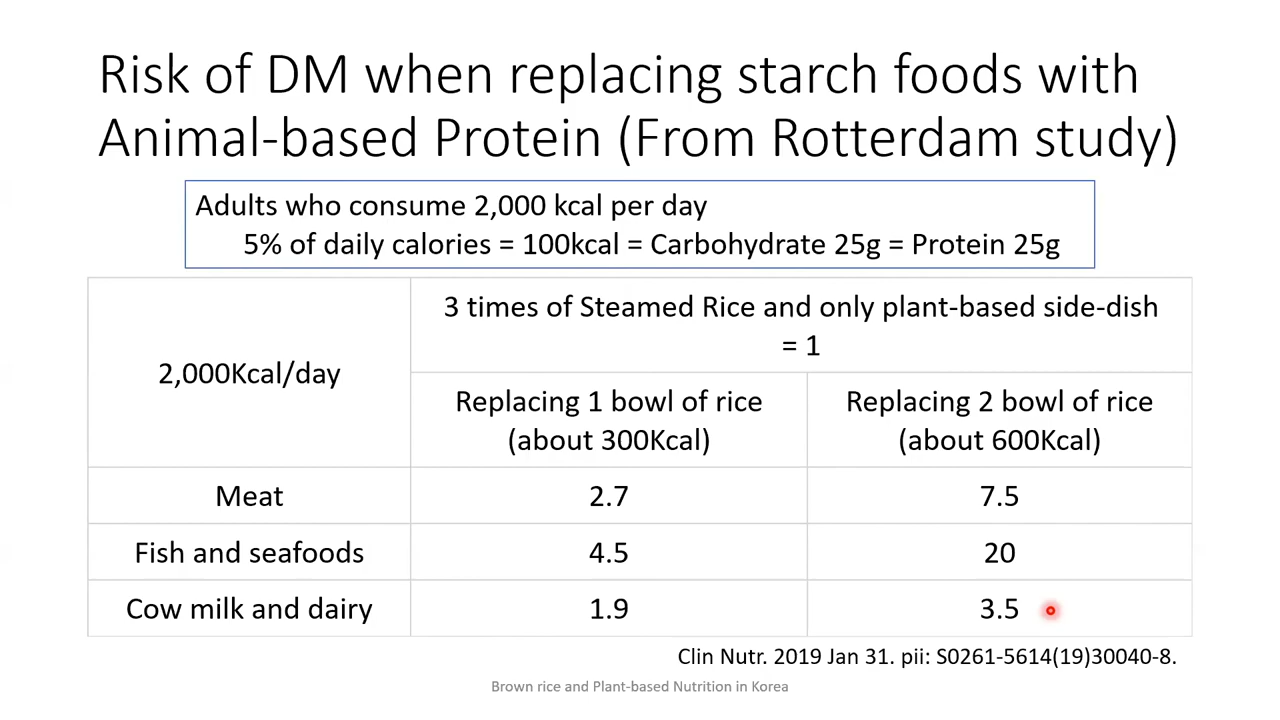 Risk of DM when replacing starch foods with
Animal-based Protein (From Rotterdam study)
Adults who consume 2,000 kcal per day
5% of daily calories = 100kcal = Carbohydrate 25g = Protein 25g
2,000Kcal/day
3 times of Steamed Rice and only plant-based side-dish
= 1
Replacing 1 bowl of rice
(about 300Kcal)
Replacing 2 bowl of rice
(about 600Kcal)
Meat
2.7
7.5
Fish and seafoods
4.5
20
Cow milk and dairy
1.9
3.5
Clin Nutr. 2019 Jan 31. pii: S0261-5614(19)30040-8.
Brown rice and Plant-based Nutrition in Korea